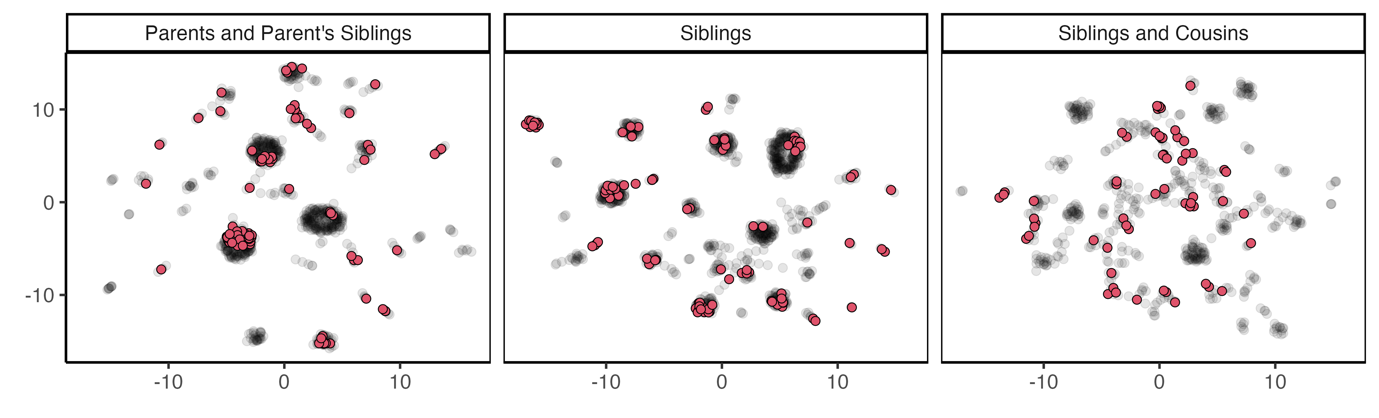 Parents and Parent's Siblings
Siblings
Siblings and Cousins
10
0
-10
-10 0 10
-10 0 10
-10 0 10